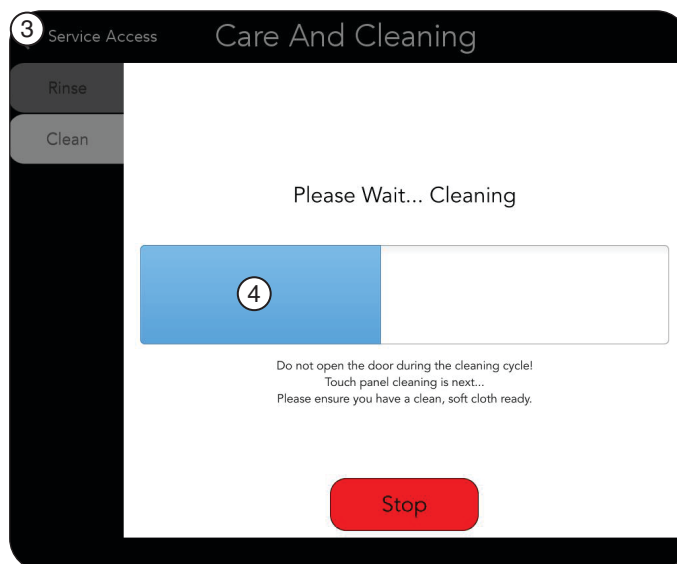 3
Service Access
Care And Cleaning
Rinse
Clean
Please Wait... Cleaning
4
Do not open the door during the cleaning cycle!
Touch panel cleaning is next...
Please ensure you have a clean, soft cloth ready.
Stop